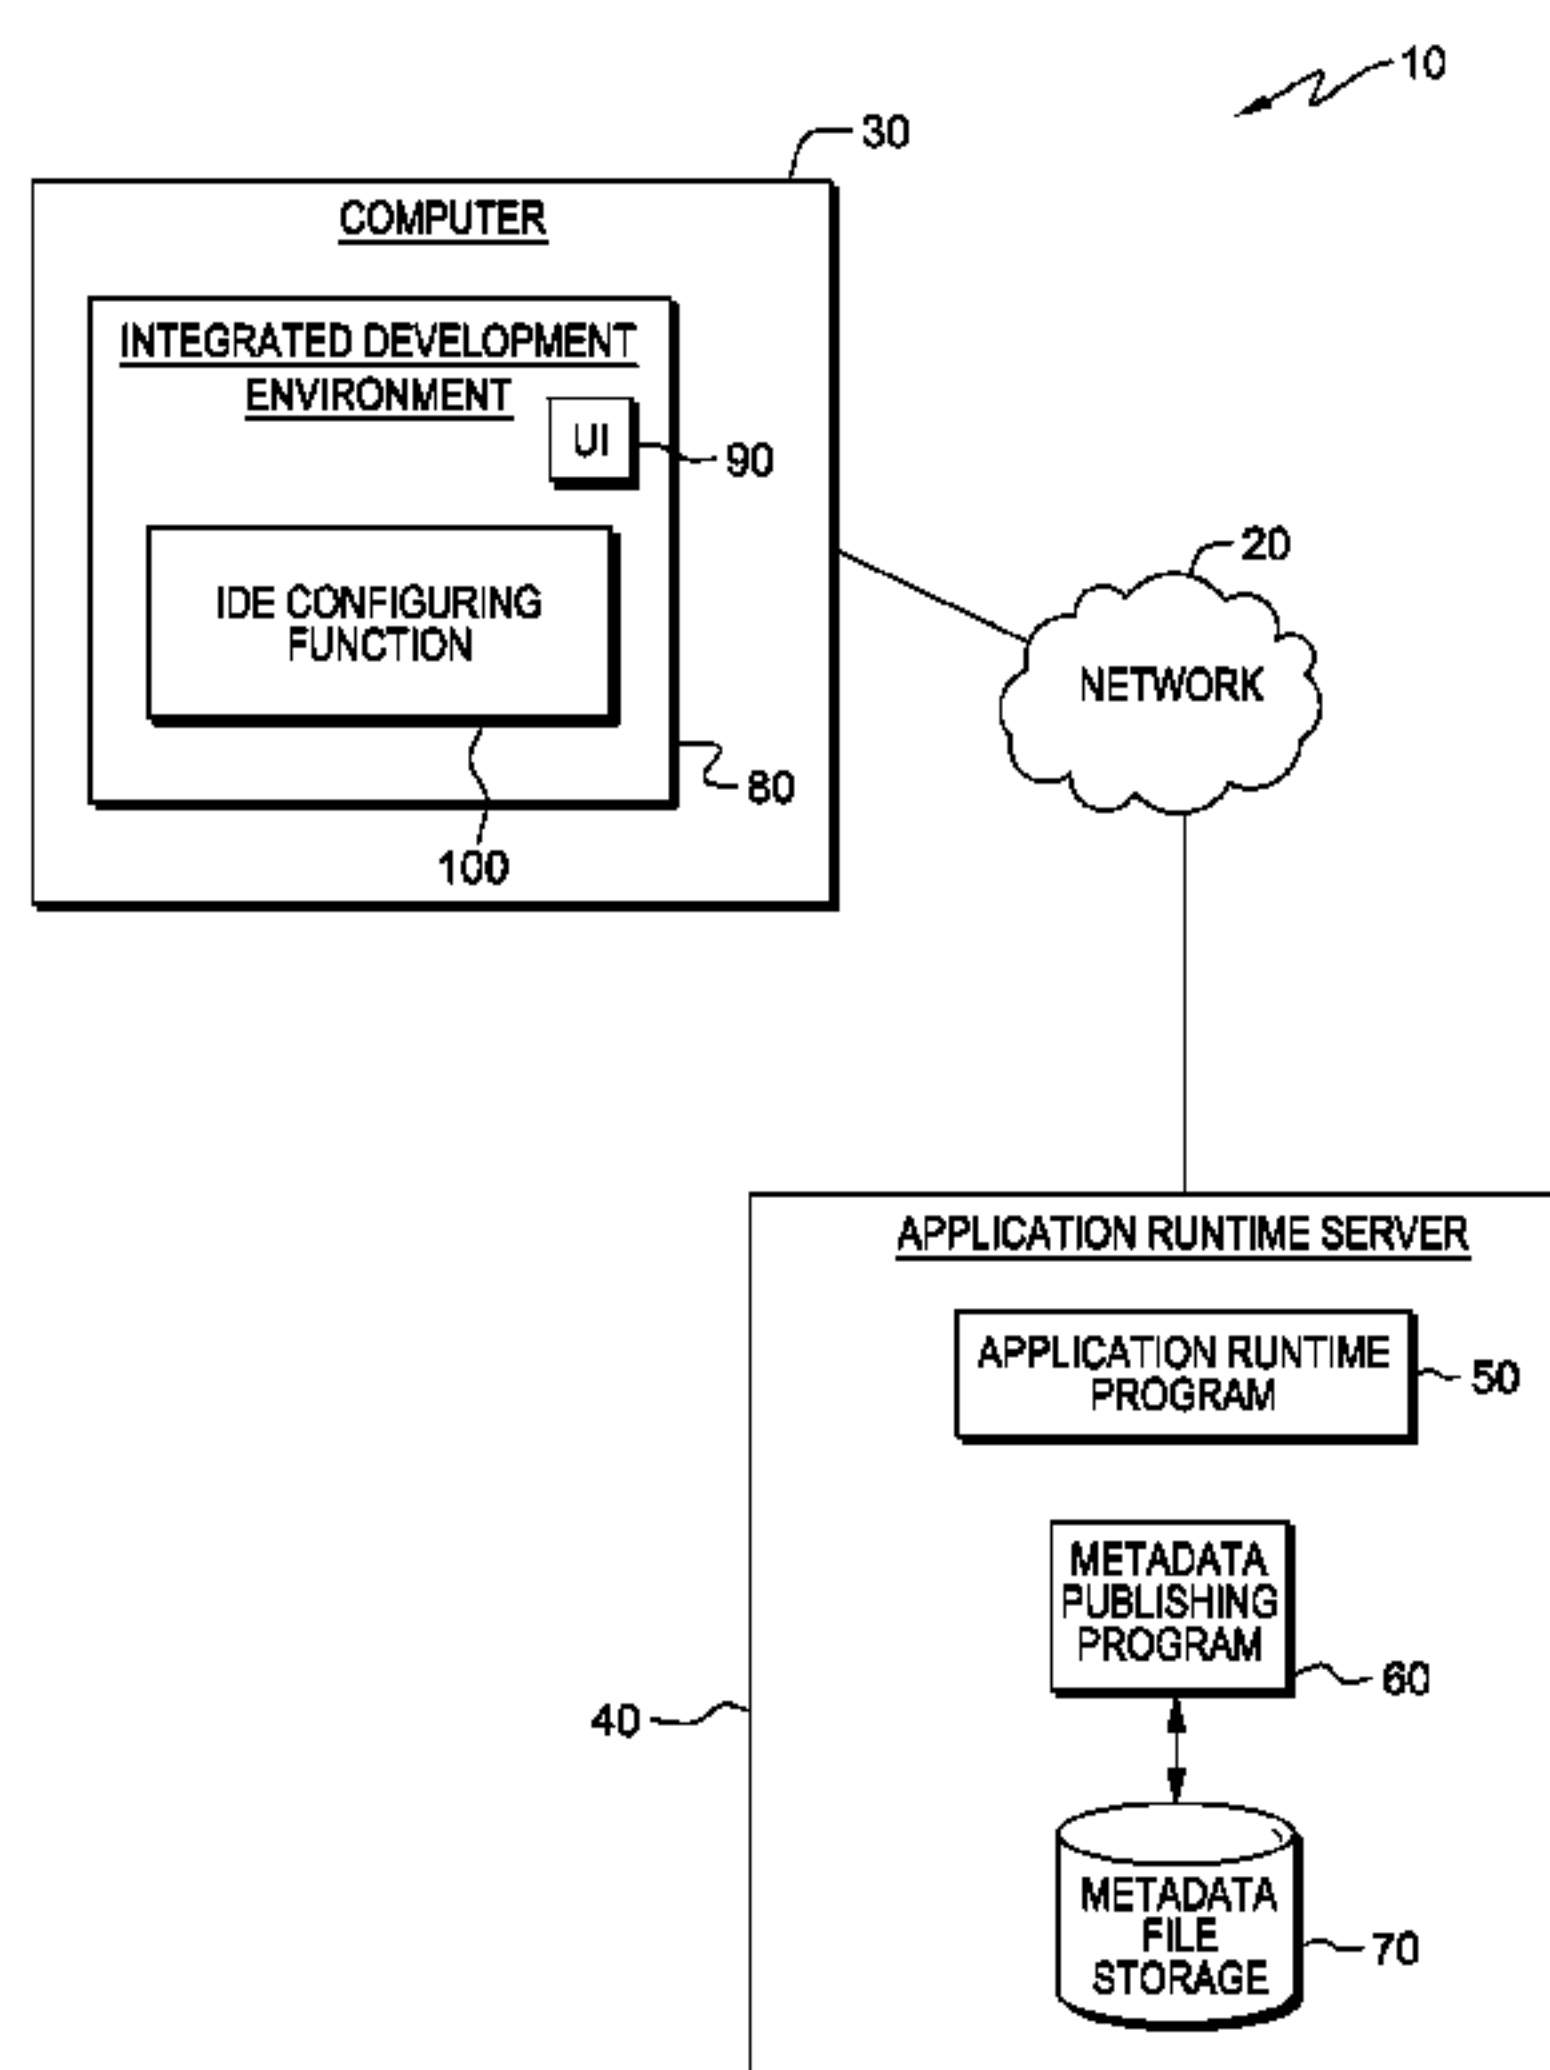 10
30
COMPUTER
INTEGRATED DEVELOPMENT
ENVIRONMENT
UI
90
IDE CONFIGURING
FUNCTION
80
100
20
NETWORK
APPLICATION RUNTIME SERVER
APPLICATION RUNTIME
PROGRAM
50
METADATA
PUBLISHING
PROGRAM
60
40
METADATA
FILE
STORAGE
70